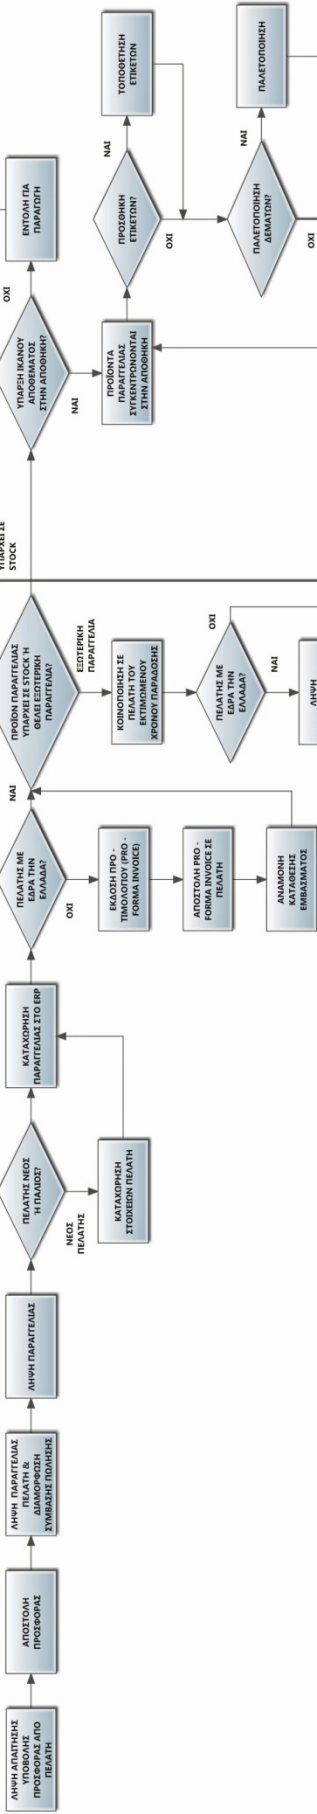 ΛΗΨΗ ΑΠΑΙΤΗΣΗΣ
ΥΠΟΒΟΛΗΣ
ΠΡΟΣΦΟΡΑΣ ΑΠΟ
ΠΕΛΑΤΗ
ΑΠΟΣΤΟΛΗ
ΠΡΟΣΦΟΡΑΣ
ΛΗΨΗ ΠΑΡΑΓΓΕΛΙΑΣ
ΠΕΛΑΤΗ &
ΔΙΑΜΟΡΦΩΣΗ
ΣΥΜΒΑΣΗΣ ΠΩΛΗΣΗΣ
ΛΗΨΗ ΠΑΡΑΓΓΕΛΙΑΣ
ΠΕΛΑΤΗΣ ΝΕΟΣ
Ή ΠΑΛΙΟΣ?
ΝΕΟΣ
ΠΕΛΑΤΗΣ
ΚΑΤΑΧΩΡΗΣΗ
ΣΤΟΙΧΕΙΩΝ ΠΕΛΑΤΗ
ΚΑΤΑΧΩΡΗΣΗ
ΠΑΡΑΓΓΕΛΙΑΣ ΣΤΟ ERP
ΠΕΛΑΤΗΣ ΜΕ
ΕΔΡΑ ΤΗΝ
ΕΛΛΑΔΑ?
ΝΑΙ
ΟΧΙ
ΕΚΔΟΣΗ ΠΡΟ -
ΤΙΜΟΛΟΓΙΟΥ (PRO -
FORMA INVOICE)
ΑΠΟΣΤΟΛΗ PRO -
FORMA INVOICE ΣΕ
ΠΕΛΑΤΗ
ΑΝΑΜΟΝΗ
ΚΑΤΑΘΕΣΗΣ
ΕΜΒΑΣΜΑΤΟΣ
ΠΡΟΪΟΝ ΠΑΡΑΓΓΕΛΙΑΣ
ΥΠΑΡΧΕΙ ΣΕ STOCK Ή
ΘΕΛΕΙ ΕΞΩΤΕΡΙΚΗ
ΠΑΡΑΓΓΕΛΙΑ?
ΕΞΩΤΕΡΙΚΗ
ΠΑΡΑΓΓΕΛΙΑ
ΚΟΙΝΟΠΟΙΗΣΗ ΣΕ
ΠΕΛΑΤΗ ΤΟΥ
ΕΚΤΙΜΩΜΕΝΟΥ
ΧΡΟΝΟΥ ΠΑΡΑΔΟΣΗΣ
ΠΕΛΑΤΗΣ ΜΕ
ΕΔΡΑ ΤΗΝ
ΕΛΛΑΔΑ?
ΟΧΙ
ΝΑΙ
ΛΗΨΗ
ΥΠΑΡΧΕΙ ΣΕ
STOCK
ΥΠΑΡΞΗ ΙΚΑΝΟΥ
ΑΠΟΘΕΜΑΤΟΣ
ΣΤΗΝ ΑΠΟΘΗΚΗ?
ΟΧΙ
ΝΑΙ
ΕΝΤΟΛΗ ΓΙΑ
ΠΑΡΑΓΩΓΗ
ΠΡΟΪΟΝΤΑ
ΠΑΡΑΓΓΕΛΙΑΣ
ΣΥΓΚΕΝΤΡΩΝΟΝΤΑΙ
ΣΤΗΝ ΑΠΟΘΗΚΗ
ΠΡΟΣΘΗΚΗ
ΕΤΙΚΕΤΩΝ?
ΝΑΙ
ΟΧΙ
ΤΟΠΟΘΕΤΗΣΗ
ΕΤΙΚΕΤΩΝ
ΠΑΛΕΤΟΠΟΙΗΣΗ
ΔΕΜΑΤΩΝ?
ΝΑΙ
ΟΧΙ
ΠΑΛΕΤΟΠΟΙΗΣΗ